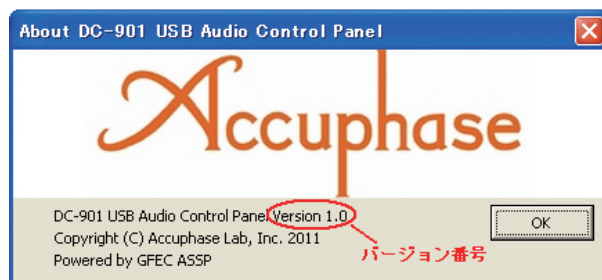 About DC-901 USB Audio Control Panel
Accuphase
DC-901 USB Audio Control Panel Version 1.0
Copyright (C) Accuphase Lab, Inc. 2011
Powered by GFEC ASSP
OK
バージョン番号